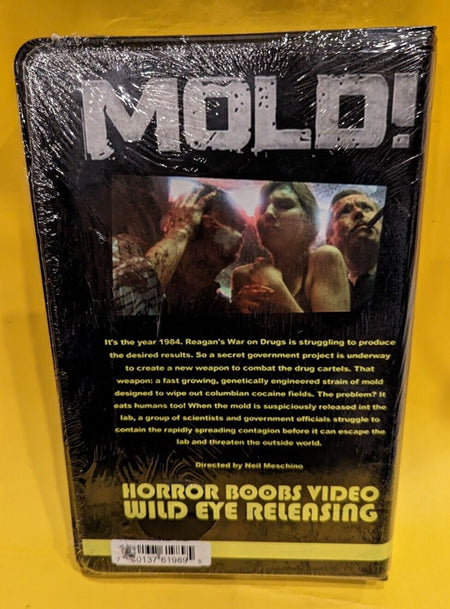 MOLD!
It's the year 1984. Reagan's War on Drugs is struggling to produce
the desired results. So a secret government project is underway
to create a new weapon to combat the drug cartels. That
weapon: a fast growing, genetically engineered strain of mold
designed to wipe out columbian cocaine fields. The problem? It
eats humans too! When the mold is suspiciously released int the
lab, a group of scientists and government officials struggle to
contain the rapidly spreading contagion before it can escape the
lab and threaten the outside world.
Directed by Neil Meschino
HORROR BOOBS VIDEO
WILD EYE RELEASING
7 60137 61989 5